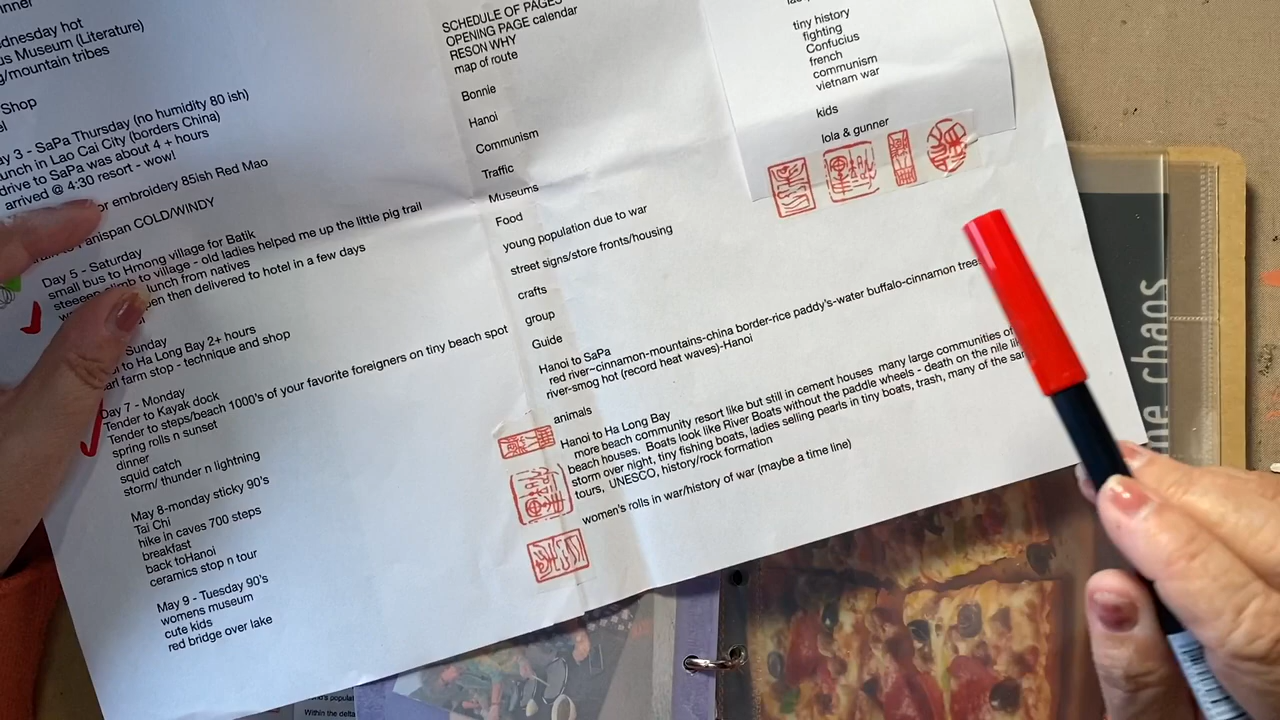 dnesday hot
us Museum (Literature)
g/mountain tribes
Shop
y 3 - SaPa Thursday (no humidity 80 ish)
unch in Lao Cai City (borders China)
drive to SaPa was about 4 + hours
arrived @ 4:30 resort - wow!
or embroidery 85ish Red Mao
anispan COLD/WINDY
Day 5 - Saturday
small bus to Hmong village for Batik
steeeep climb to village - old ladies helped me up the little pig trail
lunch from natives
pen then delivered to hotel in a few days
Sunday
to Ha Long Bay 2+ hours
arl farm stop - technique and shop
Day 7 - Monday
Tender to Kayak dock
Tender to steps/beach 1000's of your favorite foreigners on tiny beach spot
spring rolls n sunset
dinner
squid catch
storm/ thunder n lightning
May 8-monday sticky 90's
Tai Chi
hike in caves 700 steps
breakfast
back toHanoi
ceramics stop n tour
May 9 - Tuesday 90's
womens museum
cute kids
red bridge over lake
SCHEDULE OF PAGES
OPENING PAGE calendar
RESON WHY
map of route
Bonnie
Hanoi
Communism
Traffic
Museums
Food
young population due to war
street signs/store fronts/housing
crafts
group
Guide
Hanoi to SaPa
red river~cinnamon-mountains-china border-rice paddy's-water buffalo-cinnamon trees
river-smog hot (record heat waves)-Hanoi
animals
Hanoi to Ha Long Bay
more beach community resort like but still in cement houses many large communities of
beach houses. Boats look like River Boats without the paddle wheels - death on the nile li
storm over night, tiny fishing boats, ladies selling pearls in tiny boats, trash, many of the sa
tours, UNESCO, history/rock formation
women's rolls in war/history of war (maybe a time line)
tiny history
fighting
Confucius
french
communism
vietnam war
kids
lola & gunner
he chaos
Within the delta